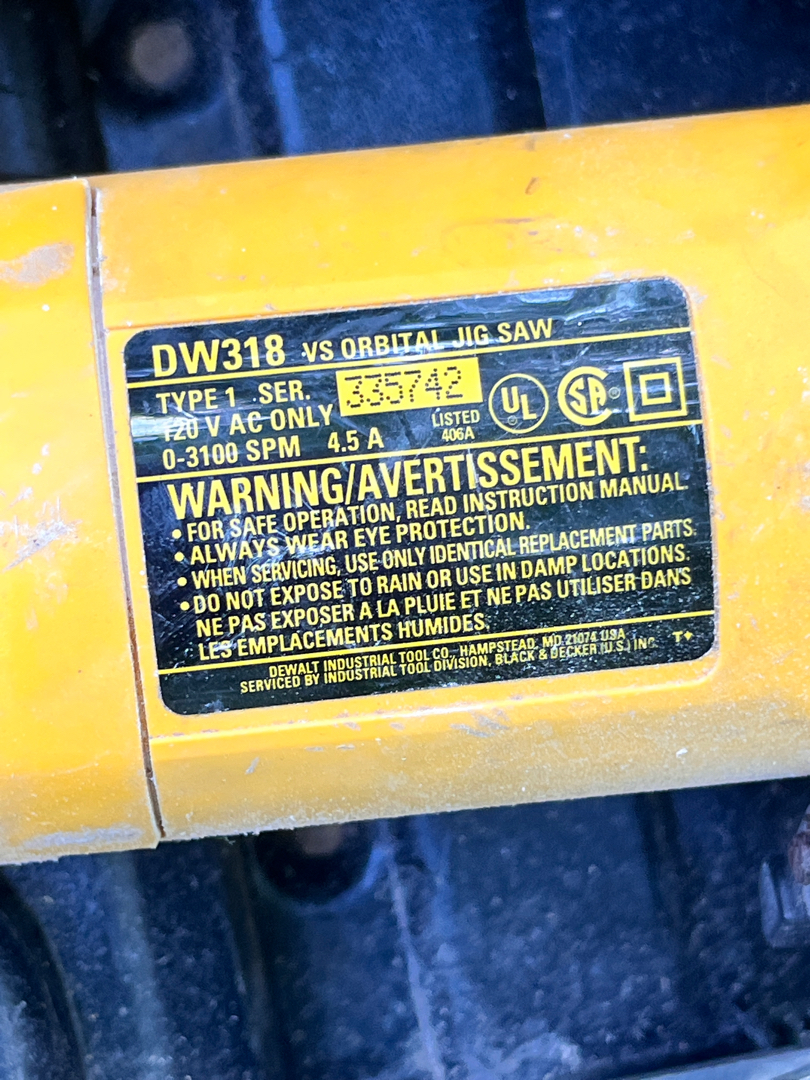 DW318 VS ORBITAL JIG SAW
TYPE 1 SER. 335742
120 V AC ONLY
0-3100 SPM 4.5 A
LISTED
406A
UL
SA
WARNING/AVERTISSEMENT:
• FOR SAFE OPERATION, READ INSTRUCTION MANUAL.
• ALWAYS WEAR EYE PROTECTION.
• WHEN SERVICING, USE ONLY IDENTICAL REPLACEMENT PARTS.
• DO NOT EXPOSE TO RAIN OR USE IN DAMP LOCATIONS.
NE PAS EXPOSER A LA PLUIE ET NE PAS UTILISER DANS
LES EMPLACEMENTS HUMIDES.
DEWALT INDUSTRIAL TOOL CO., HAMPSTEAD, MD 21074 USA
SERVICED BY INDUSTRIAL TOOL DIVISION, BLACK & DECKER (U.S.) INC. T+